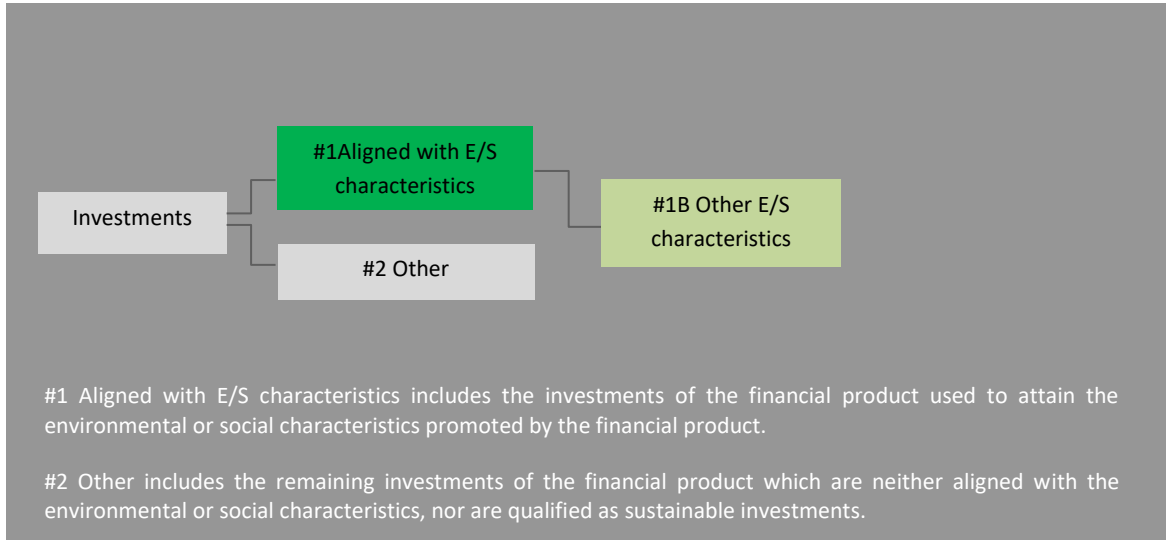 #1Aligned with E/S
characteristics
Investments
#1B Other E/S
characteristics
#2 Other
#1 Aligned with E/S characteristics includes the investments of the financial product used to attain the
environmental or social characteristics promoted by the financial product.
#2 Other includes the remaining investments of the financial product which are neither aligned with the
environmental or social characteristics, nor are qualified as sustainable investments.